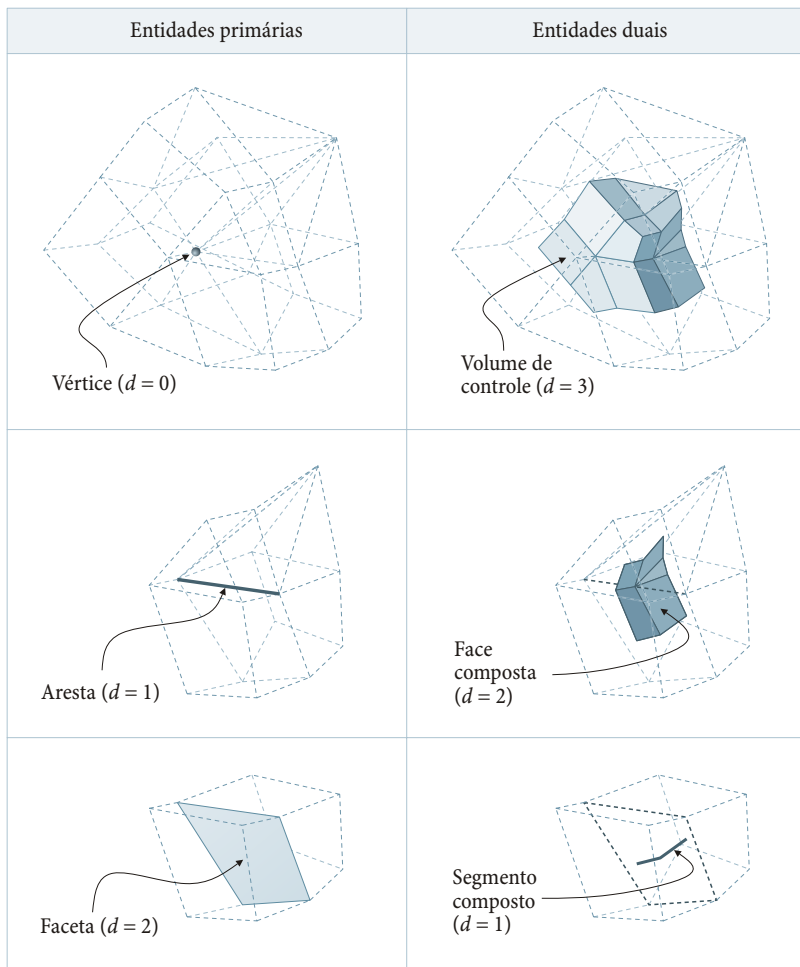 Entidades primárias
Entidades duais
Vértice (d = 0)
Volume de
controle (d = 3)
Aresta (d = 1)
Face
composta
(d = 2)
Faceta (d = 2)
Segmento
composto
(d = 1)